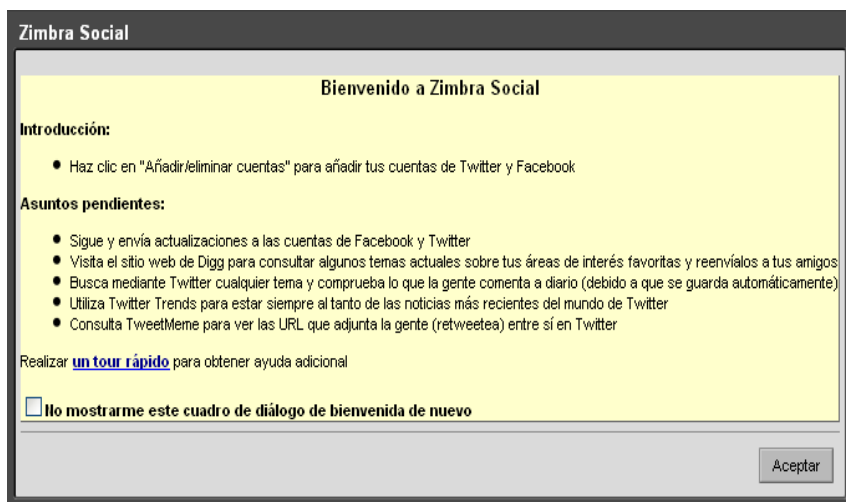 Zimbra Social
Bienvenido a Zimbra Social
Introducción:
● Haz clic en "Añadir/eliminar cuentas" para añadir tus cuentas de Twitter y Facebook
Asuntos pendientes:
● Sigue y envía actualizaciones a las cuentas de Facebook y Twitter
● Visita el sitio web de Digg para consultar algunos temas actuales sobre tus áreas de interés favoritas y reenvíalos a tus amigos
● Busca mediante Twitter cualquier tema y comprueba lo que la gente comenta a diario (debido a que se guarda automáticamente)
● Utiliza Twitter Trends para estar siempre al tanto de las noticias más recientes del mundo de Twitter
● Consulta TweetMeme para ver las URL que adjunta la gente (retweetea) entre sí en Twitter
Realizar un tour rápido para obtener ayuda adicional
No mostrarme este cuadro de diálogo de bienvenida de nuevo
Aceptar